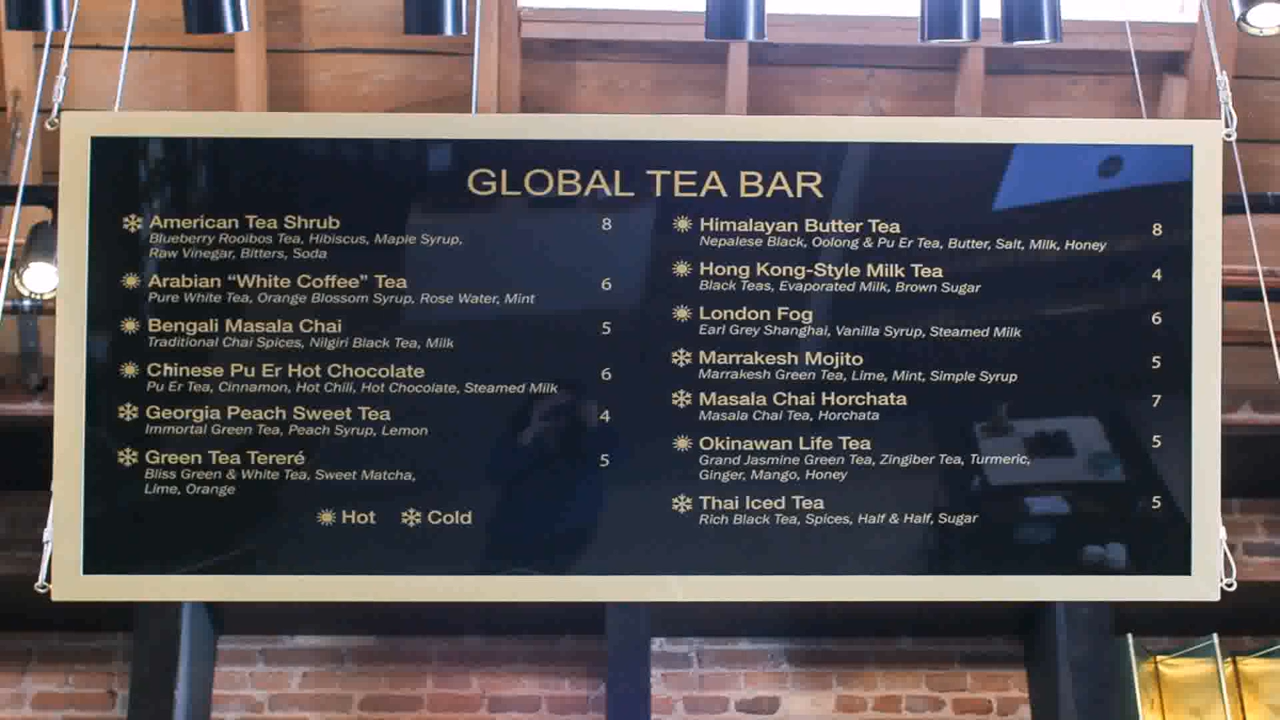 GLOBAL TEA BAR
American Tea Shrub 8
Blueberry Rooibos Tea, Hibiscus, Maple Syrup,
Raw Vinegar, Bitters, Soda
Arabian “White Coffee” Tea 6
Pure White Tea, Orange Blossom Syrup, Rose Water, Mint
Bengali Masala Chai 5
Traditional Chai Spices, Nilgiri Black Tea, Milk
Chinese Pu Er Hot Chocolate 6
Pu Er Tea, Cinnamon, Hot Chili, Hot Chocolate, Steamed Milk
Georgia Peach Sweet Tea 4
Immortal Green Tea, Peach Syrup, Lemon
Green Tea Tereré 5
Bliss Green & White Tea, Sweet Matcha,
Lime, Orange
Hot Cold
Himalayan Butter Tea 8
Nepalese Black, Oolong & Pu Er Tea, Butter, Salt, Milk, Honey
Hong Kong-Style Milk Tea 4
Black Teas, Evaporated Milk, Brown Sugar
London Fog 6
Earl Grey Shanghai, Vanilla Syrup, Steamed Milk
Marrakesh Mojito 5
Marrakesh Green Tea, Lime, Mint, Simple Syrup
Masala Chai Horchata 7
Masala Chai Tea, Horchata
Okinawan Life Tea 5
Grand Jasmine Green Tea, Zingiber Tea, Turmeric,
Ginger, Mango, Honey
Thai Iced Tea 5
Rich Black Tea, Spices, Half & Half, Sugar